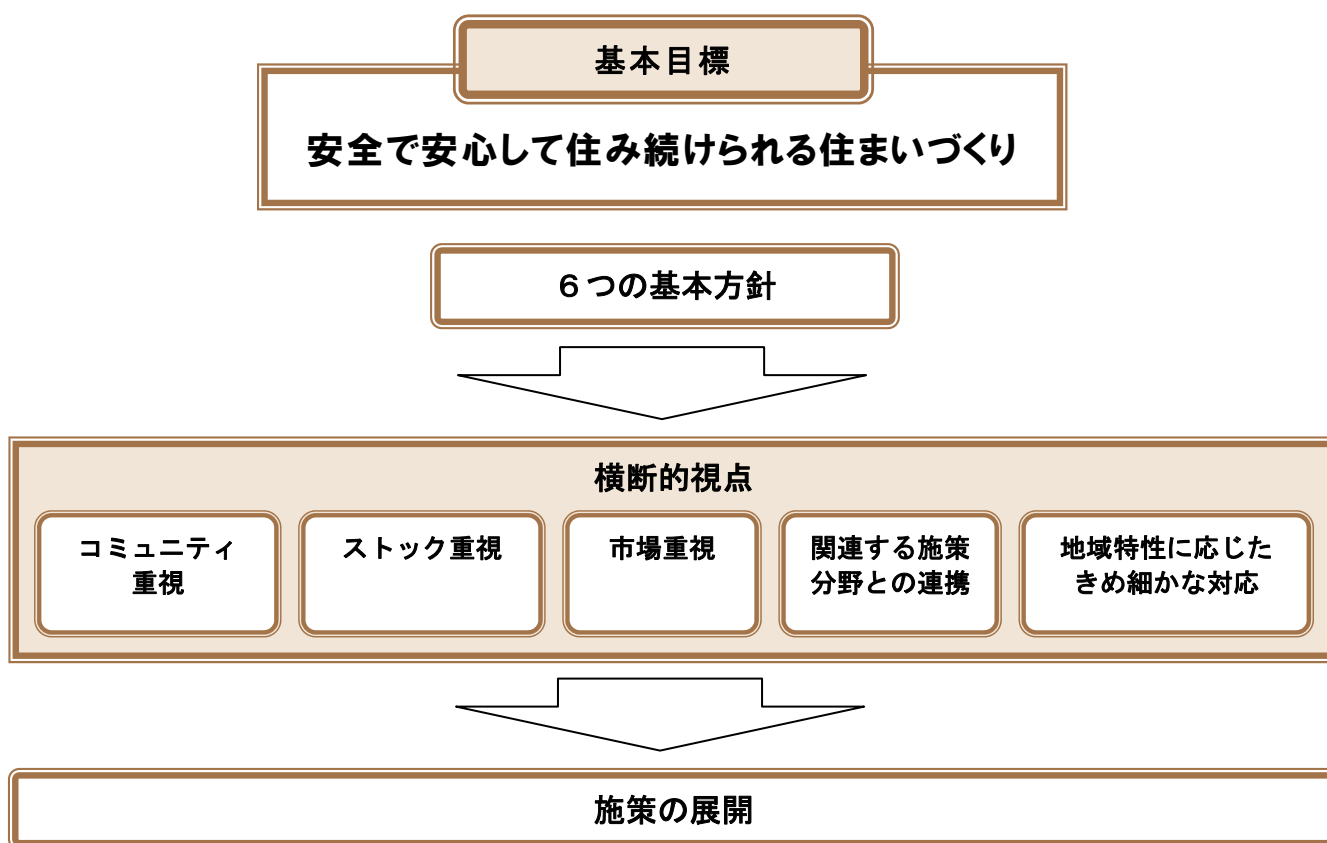 基本目標
安全で安心して住み続けられる住まいづくり
６つの基本方針
横断的視点
コミュニティ
重視
ストック重視
市場重視
関連する施策
分野との連携
地域特性に応じた
きめ細かな対応
施策の展開